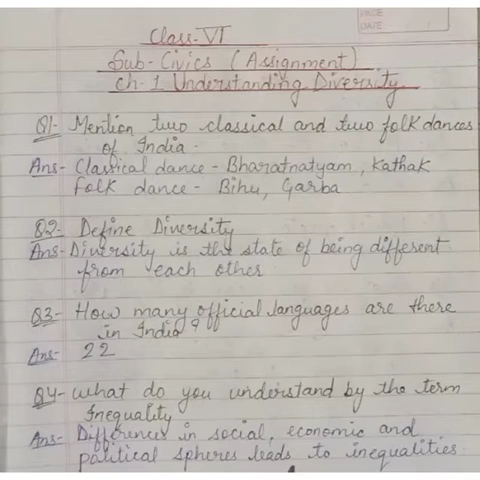 PAGE
DATE
Class-VI
Sub-Civics (Assignment)
Ch-1 Understanding Diversity
Q1- Mention two classical and two folk dances
of India.
Ans- Classical dance - Bharatnatyam, Kathak
Folk dance - Bihu, Garba
Q2- Define Diversity
Ans- Diversity is the state of being different
from each other
Q3- How many official languages are there
in India?
Ans- 22
Q4- What do you understand by the term
Inequality
Ans- Differences in social, economic and
political spheres leads to inequalities.